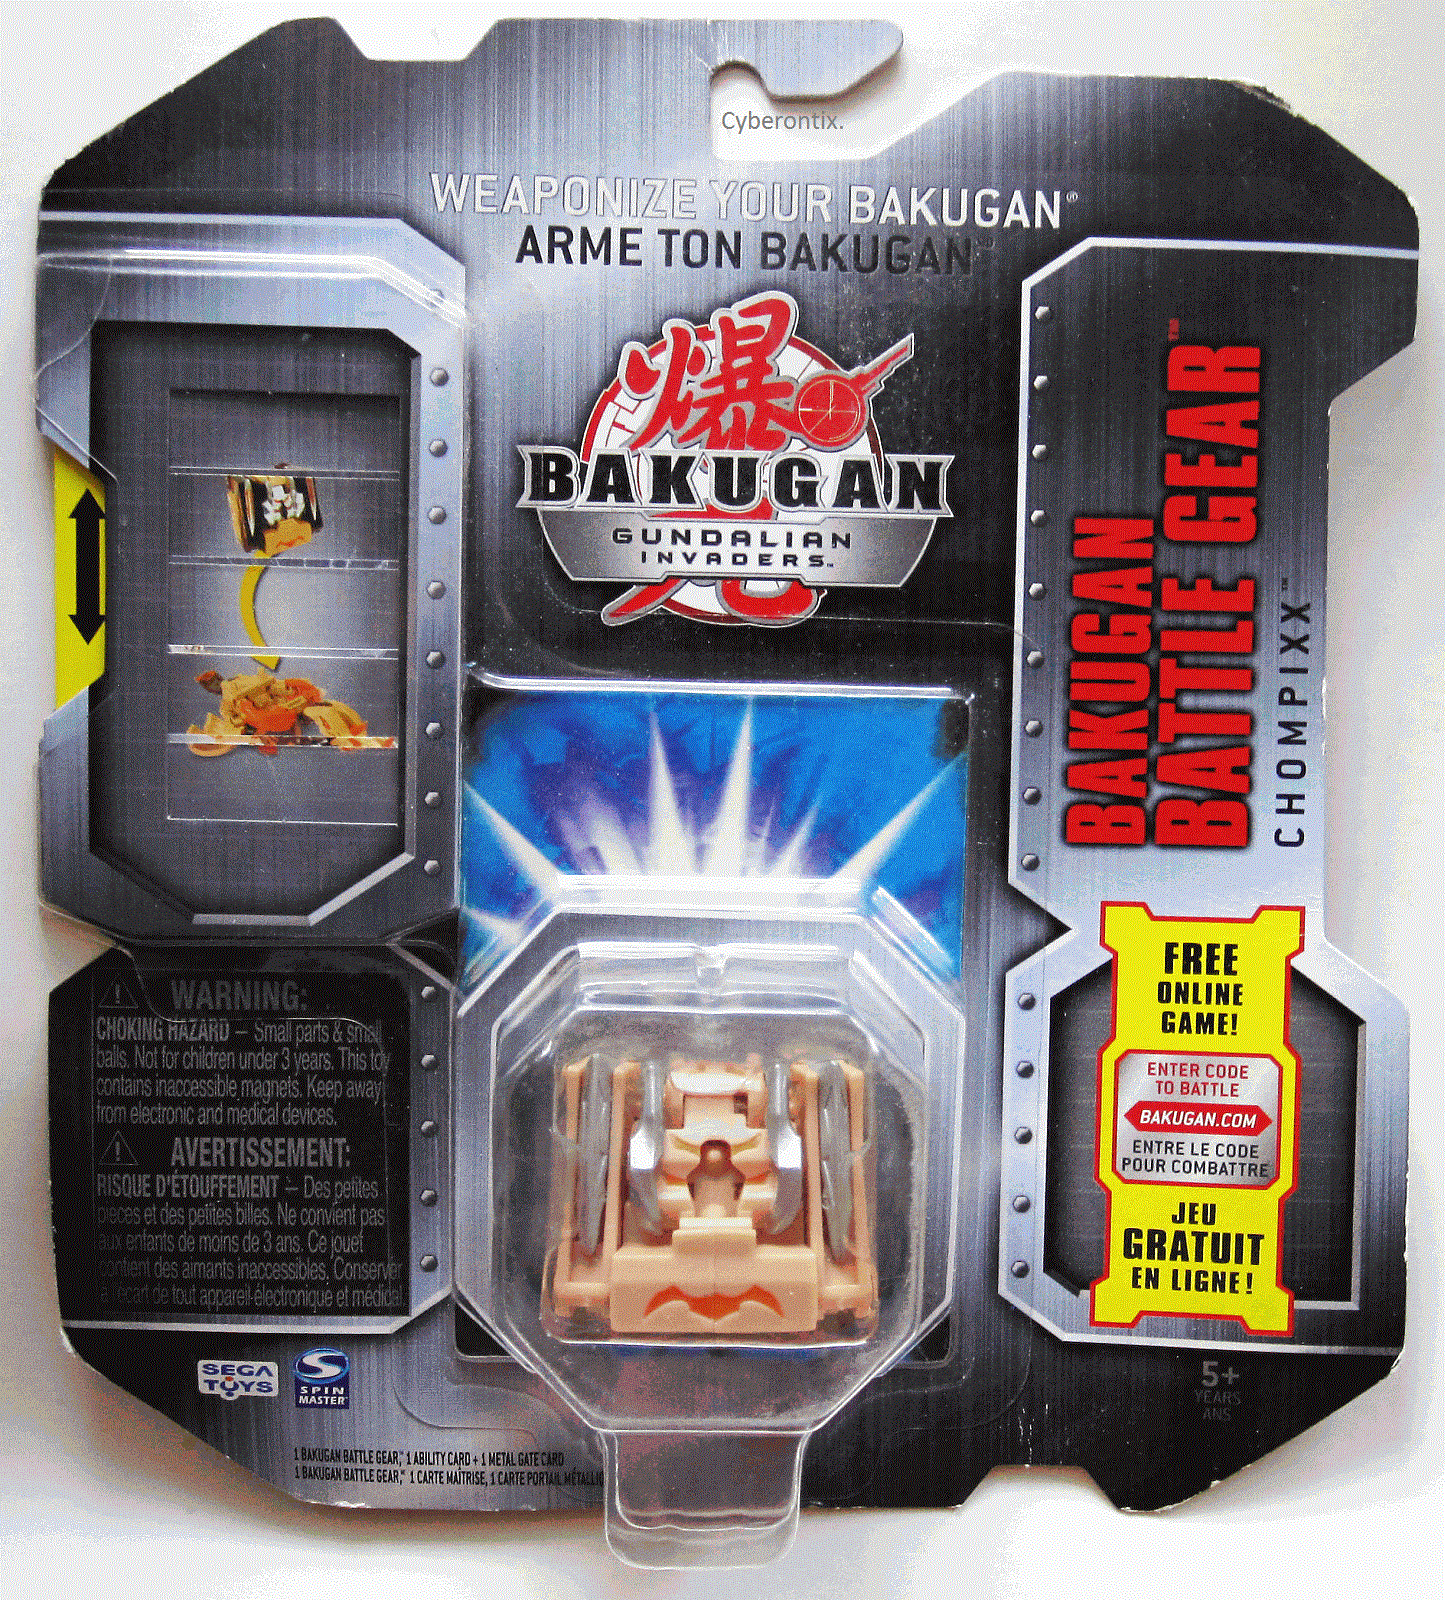 Cyberontix.
WEAPONIZE YOUR BAKUGAN®
ARME TON BAKUGAN
爆
BAKUGAN
GUNDALIAN
INVADERS™
BAKUGAN
BATTLE GEAR™
CHOMPIXX™
FREE
ONLINE
GAME!
ENTER CODE
TO BATTLE
BAKUGAN.COM
ENTRE LE CODE
POUR COMBATTRE
JEU
GRATUIT
EN LIGNE!
WARNING:
CHOKING HAZARD – Small parts & small
balls. Not for children under 3 years. This toy
contains inaccessible magnets. Keep away
from electronic and medical devices.
AVERTISSEMENT:
RISQUE D'ÉTOUFFEMENT – Des petites
pièces et des petites billes. Ne convient pas
aux enfants de moins de 3 ans. Ce jouet
contient des aimants inaccessibles. Conserver
à l'écart de tout appareil électronique et médical.
SEGA
TOYS
SPIN
MASTER
5+
YEARS
ANS
1 BAKUGAN BATTLE GEAR,™ 1 ABILITY CARD + 1 METAL GATE CARD
1 BAKUGAN BATTLE GEAR,™ 1 CARTE MAÎTRISE, 1 CARTE PORTAIL